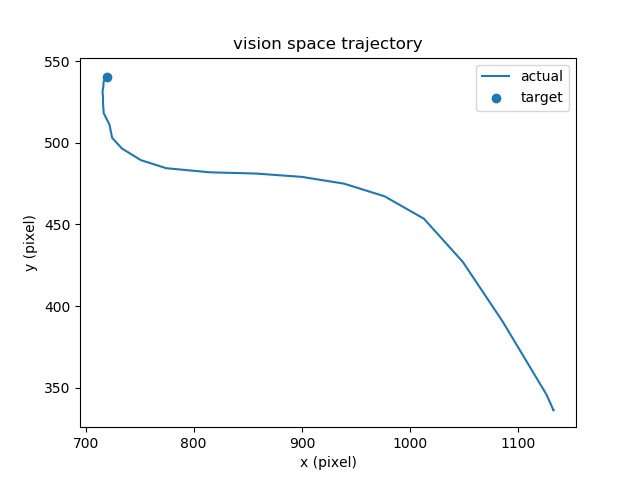 vision space trajectory
actual
target
550
500
450
400
350
y (pixel)
700 800 900 1000 1100
x (pixel)